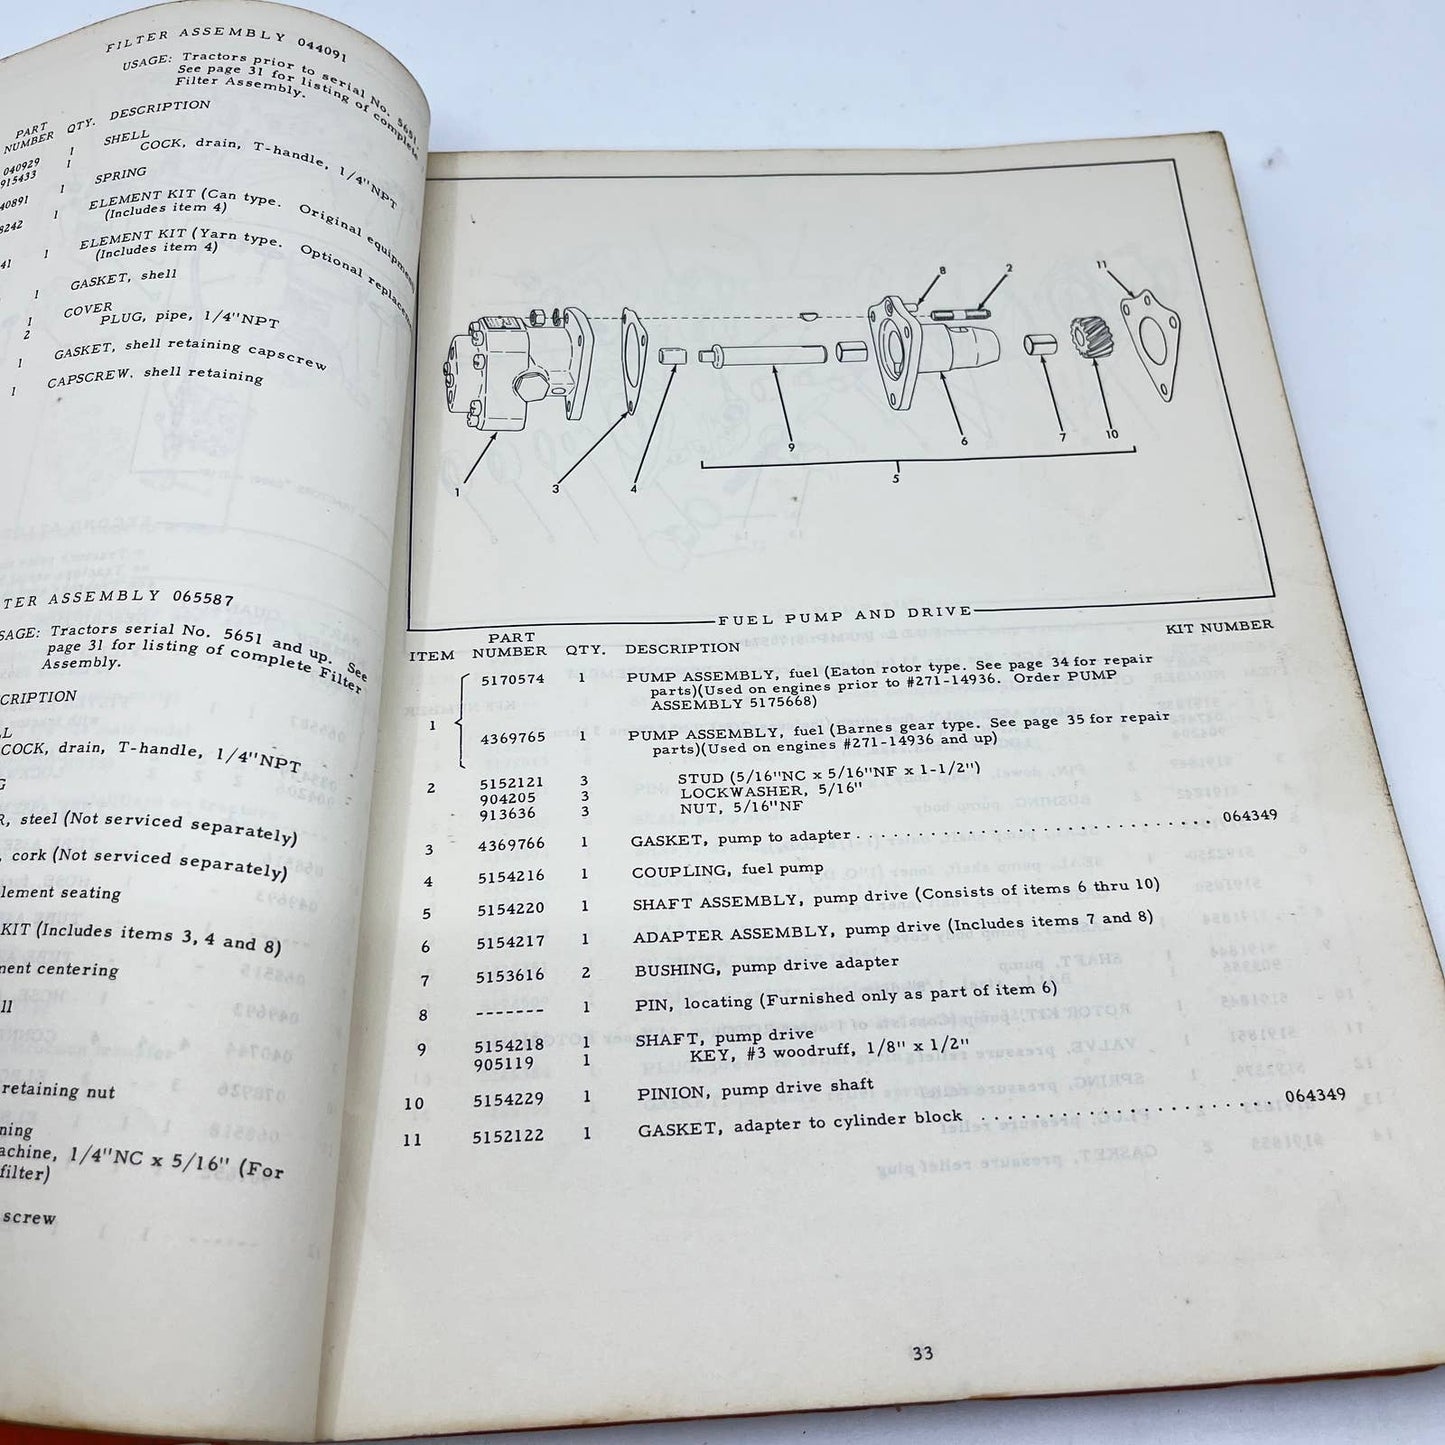 FILTER ASSEMBLY 044091
USAGE: Tractors prior to serial No. 5651.
See page 31 for listing of complete
Filter Assembly.
PART
NUMBER QTY. DESCRIPTION
040929 1 SHELL
915433 1 COCK, drain, T-handle, 1/4"NPT
40891 1 SPRING
8242 1 ELEMENT KIT (Can type. Original equipment)
(Includes item 4)
41 1 ELEMENT KIT (Yarn type. Optional replacement)
(Includes item 4)
1 GASKET, shell
1 COVER
2 PLUG, pipe, 1/4"NPT
1 GASKET, shell retaining capscrew
1 CAPSCREW, shell retaining
TER ASSEMBLY 065587
SAGE: Tractors serial No. 5651 and up. See
page 31 for listing of complete Filter
Assembly.
SCRIPTION
LL
COCK, drain, T-handle, 1/4"NPT
G
R, steel (Not serviced separately)
, cork (Not serviced separately)
lement seating
KIT (Includes items 3, 4 and 8)
ment centering
ll
retaining nut
ning
achine, 1/4"NC x 5/16" (For
filter)
screw
1
2
3
4
5
6
7
8
9
10
11
FUEL PUMP AND DRIVE
PART
ITEM NUMBER QTY. DESCRIPTION KIT NUMBER
1 5170574 1 PUMP ASSEMBLY, fuel (Eaton rotor type. See page 34 for repair
parts)(Used on engines prior to #271-14936. Order PUMP
ASSEMBLY 5175668)
4369765 1 PUMP ASSEMBLY, fuel (Barnes gear type. See page 35 for repair
parts)(Used on engines #271-14936 and up)
2 5152121 3 STUD (5/16"NC x 5/16"NF x 1-1/2")
904205 3 LOCKWASHER, 5/16"
913636 3 NUT, 5/16"NF
3 4369766 1 GASKET, pump to adapter . . . . . . . . . . . . . . . . . . . . . . . . . . . . . . 064349
4 5154216 1 COUPLING, fuel pump
5 5154220 1 SHAFT ASSEMBLY, pump drive (Consists of items 6 thru 10)
6 5154217 1 ADAPTER ASSEMBLY, pump drive (Includes items 7 and 8)
7 5153616 2 BUSHING, pump drive adapter
8 ------- 1 PIN, locating (Furnished only as part of item 6)
9 5154218 1 SHAFT, pump drive
905119 1 KEY, #3 woodruff, 1/8" x 1/2"
10 5154229 1 PINION, pump drive shaft
11 5152122 1 GASKET, adapter to cylinder block . . . . . . . . . . . . . . . . . . . . . . . . 064349
33